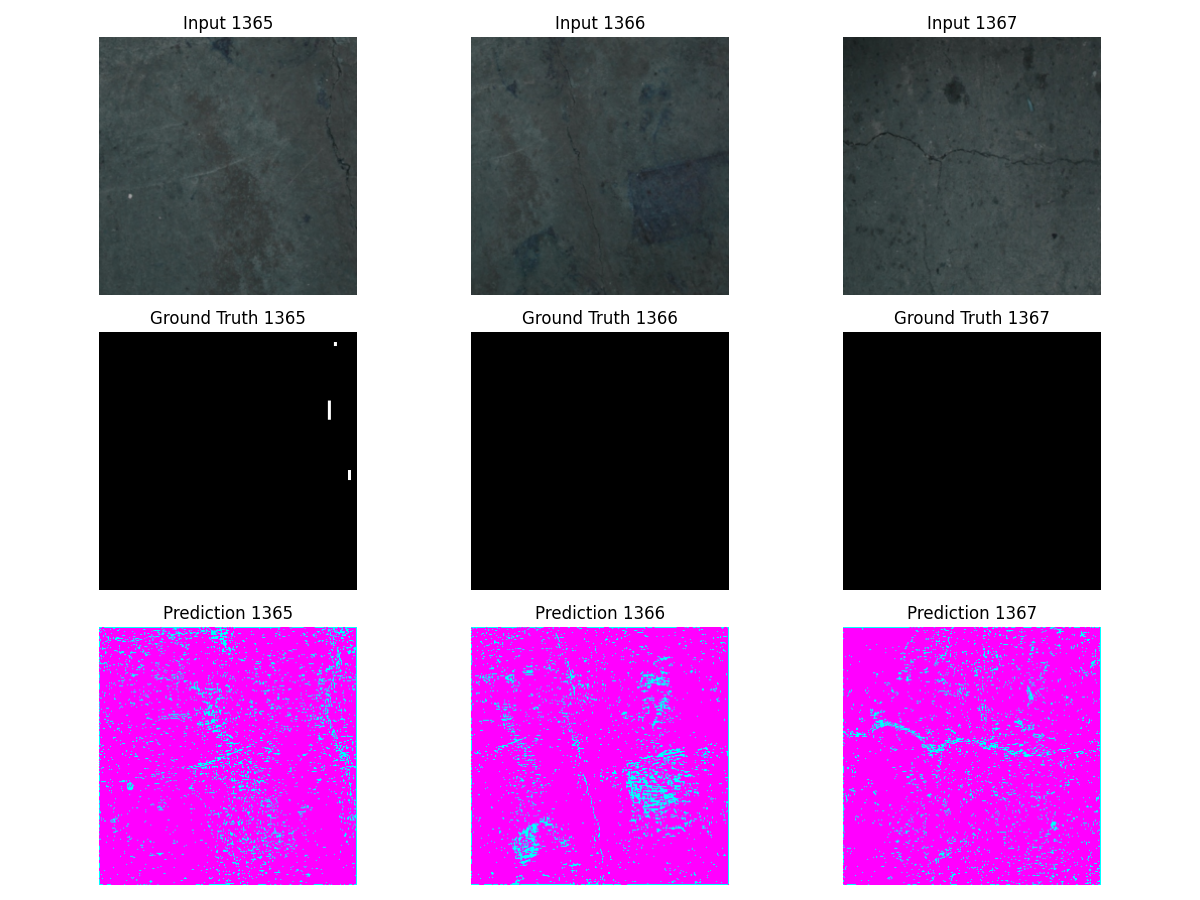 Input 1365
Input 1366
Input 1367
Ground Truth 1365
Ground Truth 1366
Ground Truth 1367
Prediction 1365
Prediction 1366
Prediction 1367